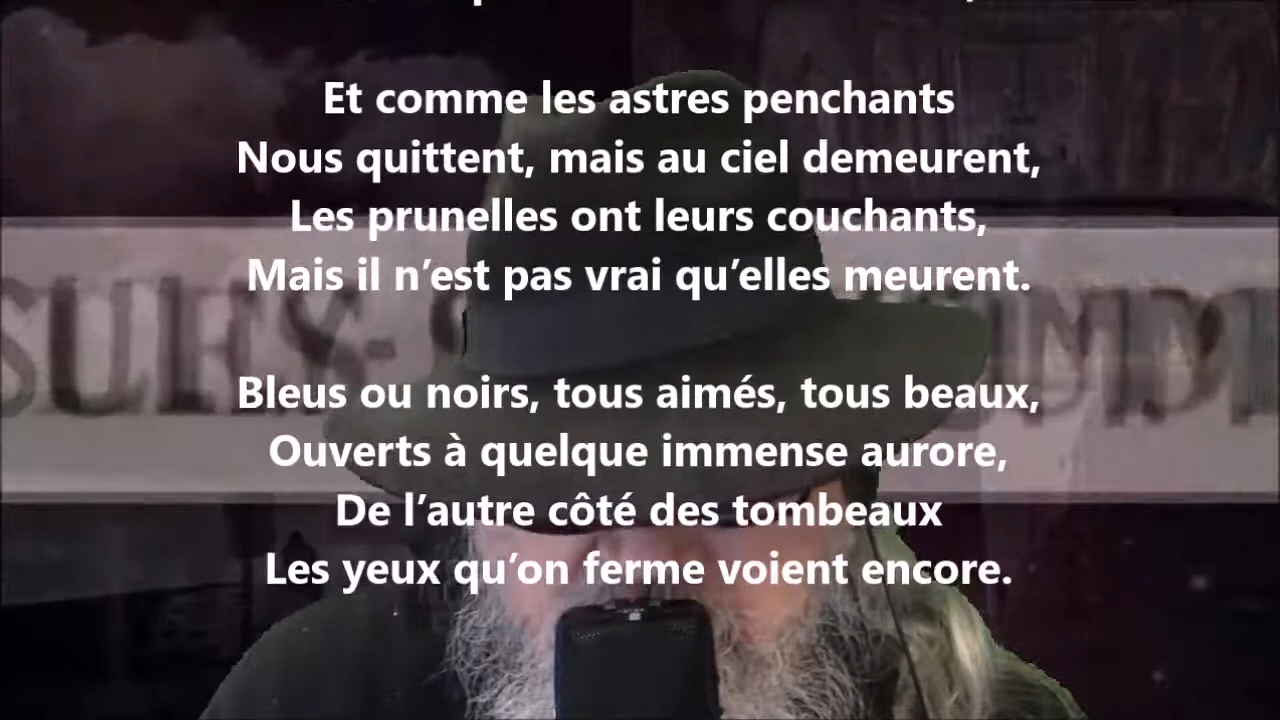 Et comme les astres penchants
Nous quittent, mais au ciel demeurent,
Les prunelles ont leurs couchants,
Mais il n’est pas vrai qu’elles meurent.
Bleus ou noirs, tous aimés, tous beaux,
Ouverts à quelque immense aurore,
De l’autre côté des tombeaux
Les yeux qu’on ferme voient encore.